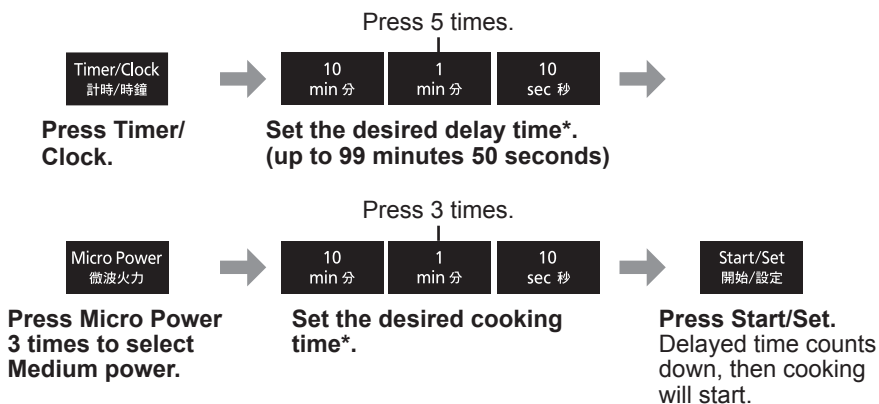 Press 5 times.
Timer/Clock
計時/時鐘
10
min 分
1
min 分
10
sec 秒
Press Timer/
Clock.
Set the desired delay time*.
(up to 99 minutes 50 seconds)
Press 3 times.
Micro Power
微波火力
10
min 分
1
min 分
10
sec 秒
Start/Set
開始/設定
Press Micro Power
3 times to select
Medium power.
Set the desired cooking
time*.
Press Start/Set.
Delayed time counts
down, then cooking
will start.